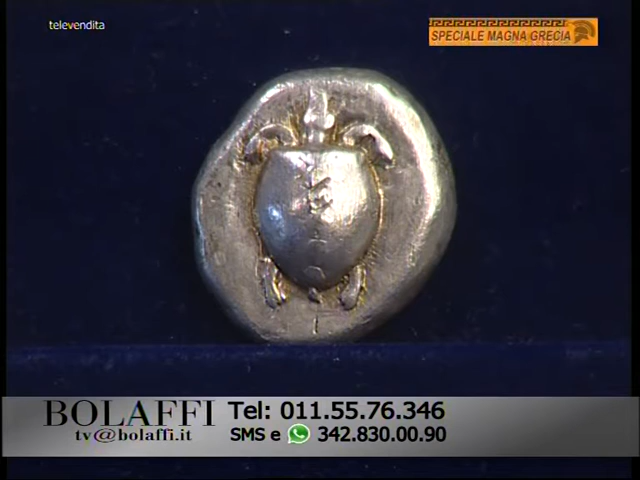 televendita
SPECIALE MAGNA GRECIA
BOLAFFI
tv@bolaffi.it
Tel: 011.55.76.346
SMS e 342.830.00.90